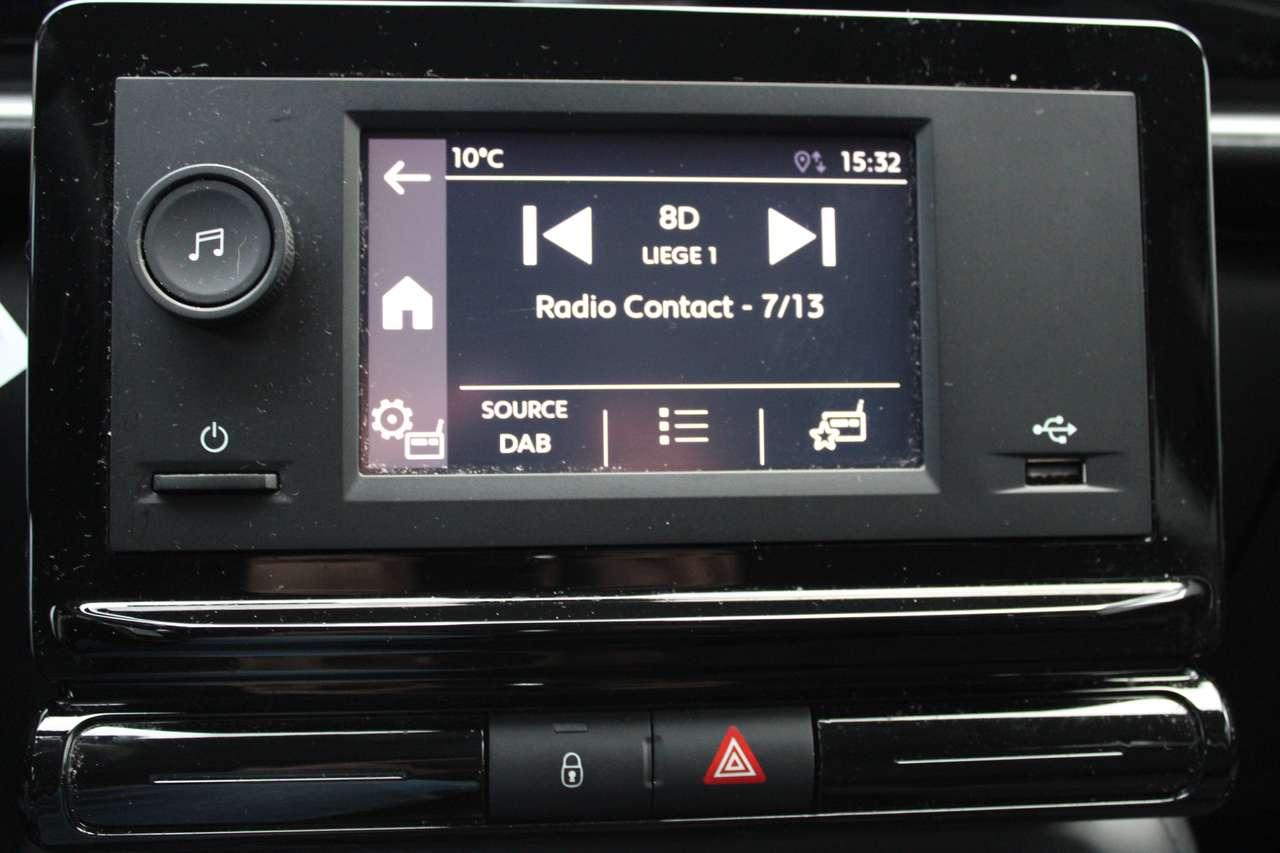 10°C
15:32
8D
LIEGE 1
Radio Contact - 7/13
SOURCE
DAB